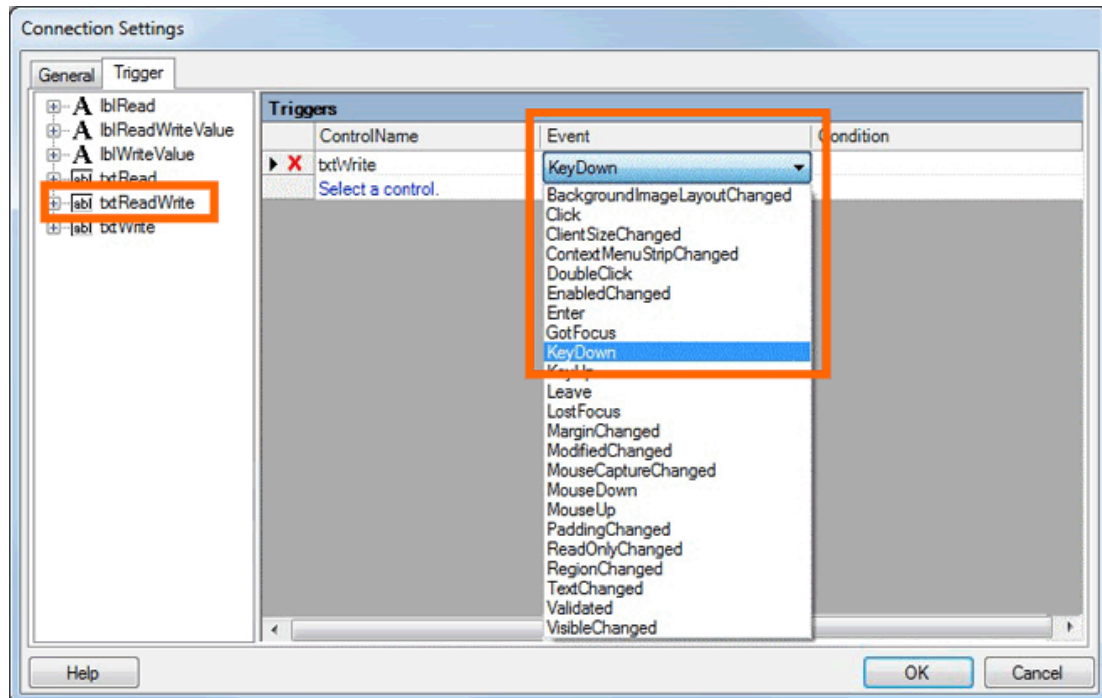 Connection Settings
General Trigger
lblRead
lblReadWriteValue
lblWriteValue
txtRead
txtReadWrite
txtWrite
Triggers
ControlName Event Condition
txtWrite KeyDown
Select a control.
BackgroundImageLayoutChanged
Click
ClientSizeChanged
ContextMenuStripChanged
DoubleClick
EnabledChanged
Enter
GotFocus
KeyDown
KeyUp
Leave
LostFocus
MarginChanged
ModifiedChanged
MouseCaptureChanged
MouseDown
MouseUp
PaddingChanged
ReadOnlyChanged
RegionChanged
TextChanged
Validated
VisibleChanged
Help OK Cancel